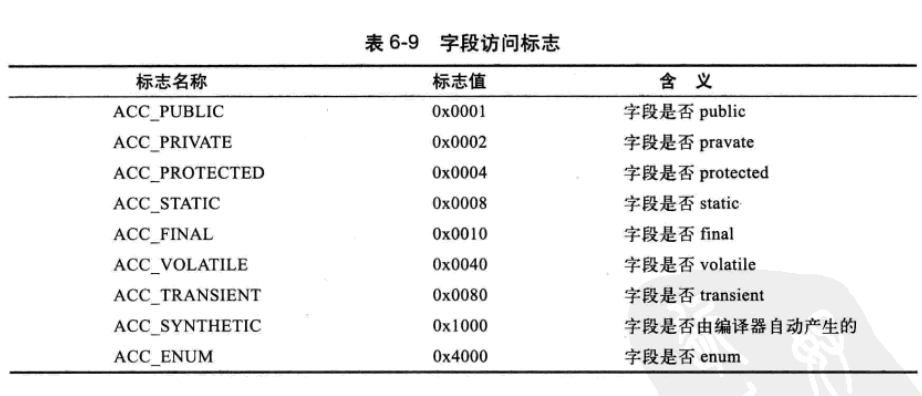 表 6-9 字段访问标志
标志名称 标志值 含 义
ACC_PUBLIC 0x0001 字段是否 public
ACC_PRIVATE 0x0002 字段是否 pravate
ACC_PROTECTED 0x0004 字段是否 protected
ACC_STATIC 0x0008 字段是否 static
ACC_FINAL 0x0010 字段是否 final
ACC_VOLATILE 0x0040 字段是否 volatile
ACC_TRANSIENT 0x0080 字段是否 transient
ACC_SYNTHETIC 0x1000 字段是否由编译器自动产生的
ACC_ENUM 0x4000 字段是否 enum